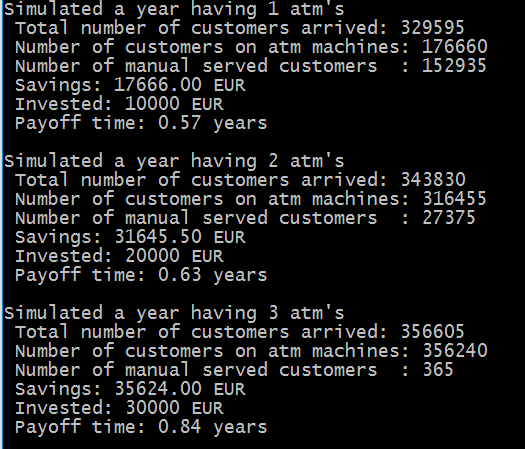 Simulated a year having 1 atm's
Total number of customers arrived: 329595
Number of customers on atm machines: 176660
Number of manual served customers  : 152935
Savings: 17666.00 EUR
Invested: 10000 EUR
Payoff time: 0.57 years
Simulated a year having 2 atm's
Total number of customers arrived: 343830
Number of customers on atm machines: 316455
Number of manual served customers  : 27375
Savings: 31645.50 EUR
Invested: 20000 EUR
Payoff time: 0.63 years
Simulated a year having 3 atm's
Total number of customers arrived: 356605
Number of customers on atm machines: 356240
Number of manual served customers  : 365
Savings: 35624.00 EUR
Invested: 30000 EUR
Payoff time: 0.84 years